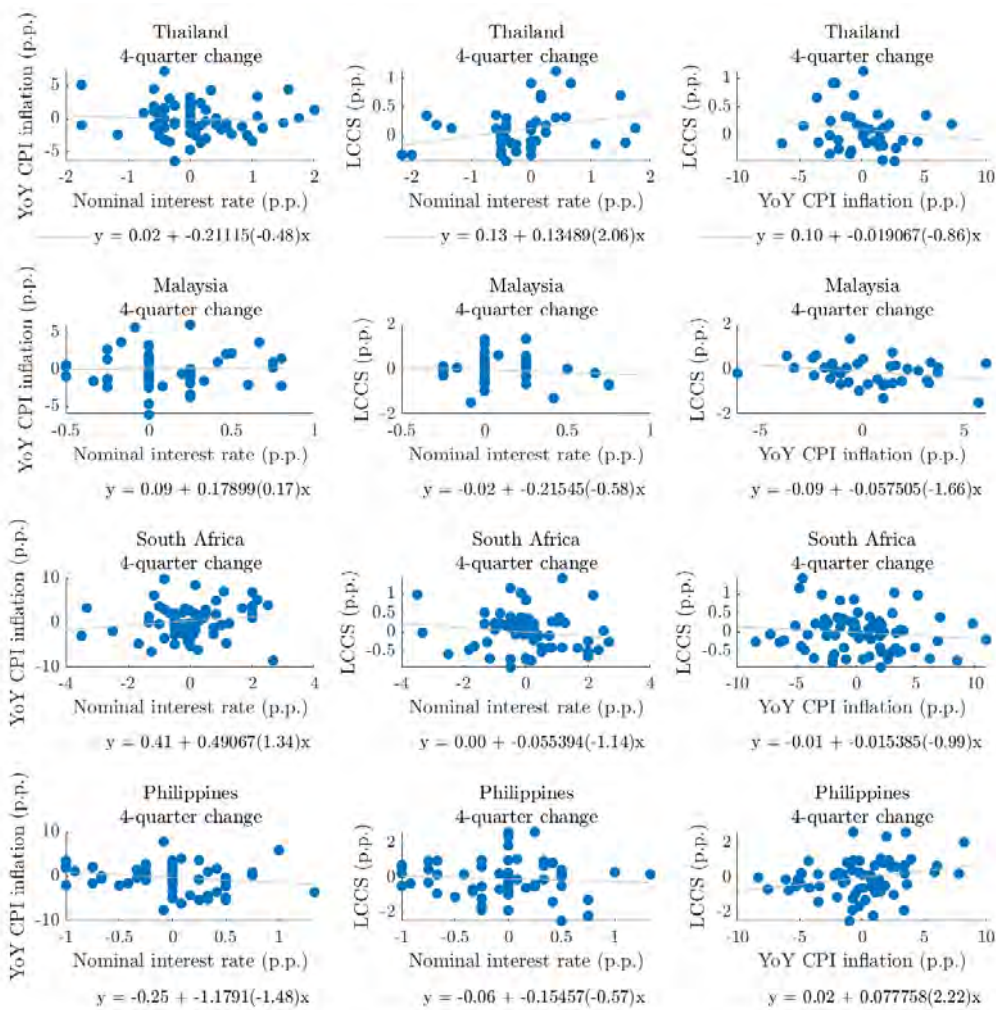 Thailand
4-quarter change
YoY CPI inflation (p.p.)
5
0
-5
-2 -1 0 1 2
Nominal interest rate (p.p.)
y = 0.02 + -0.21115(-0.48)x
Thailand
4-quarter change
LCCS (p.p.)
1
0.5
0
-2 -1 0 1 2
Nominal interest rate (p.p.)
y = 0.13 + 0.13489(2.06)x
Thailand
4-quarter change
LCCS (p.p.)
1
0.5
0
-10 -5 0 5 10
YoY CPI inflation (p.p.)
y = 0.10 + -0.019067(-0.86)x
Malaysia
4-quarter change
YoY CPI inflation (p.p.)
5
0
-5
-0.5 0 0.5 1
Nominal interest rate (p.p.)
y = 0.09 + 0.17899(0.17)x
Malaysia
4-quarter change
LCCS (p.p.)
2
0
-2
-0.5 0 0.5 1
Nominal interest rate (p.p.)
y = -0.02 + -0.21545(-0.58)x
Malaysia
4-quarter change
LCCS (p.p.)
2
0
-2
-5 0 5
YoY CPI inflation (p.p.)
y = -0.09 + -0.057505(-1.66)x
South Africa
4-quarter change
YoY CPI inflation (p.p.)
10
0
-10
-4 -2 0 2 4
Nominal interest rate (p.p.)
y = 0.41 + 0.49067(1.34)x
South Africa
4-quarter change
LCCS (p.p.)
1
0.5
0
-0.5
-4 -2 0 2 4
Nominal interest rate (p.p.)
y = 0.00 + -0.055394(-1.14)x
South Africa
4-quarter change
LCCS (p.p.)
1
0.5
0
-0.5
-10 -5 0 5 10
YoY CPI inflation (p.p.)
y = -0.01 + -0.015385(-0.99)x
Philippines
4-quarter change
YoY CPI inflation (p.p.)
10
0
-10
-1 -0.5 0 0.5 1
Nominal interest rate (p.p.)
y = -0.25 + -1.1791(-1.48)x
Philippines
4-quarter change
LCCS (p.p.)
2
0
-2
-1 -0.5 0 0.5 1
Nominal interest rate (p.p.)
y = -0.06 + -0.15457(-0.57)x
Philippines
4-quarter change
LCCS (p.p.)
2
0
-2
-10 -5 0 5 10
YoY CPI inflation (p.p.)
y = 0.02 + 0.077758(2.22)x